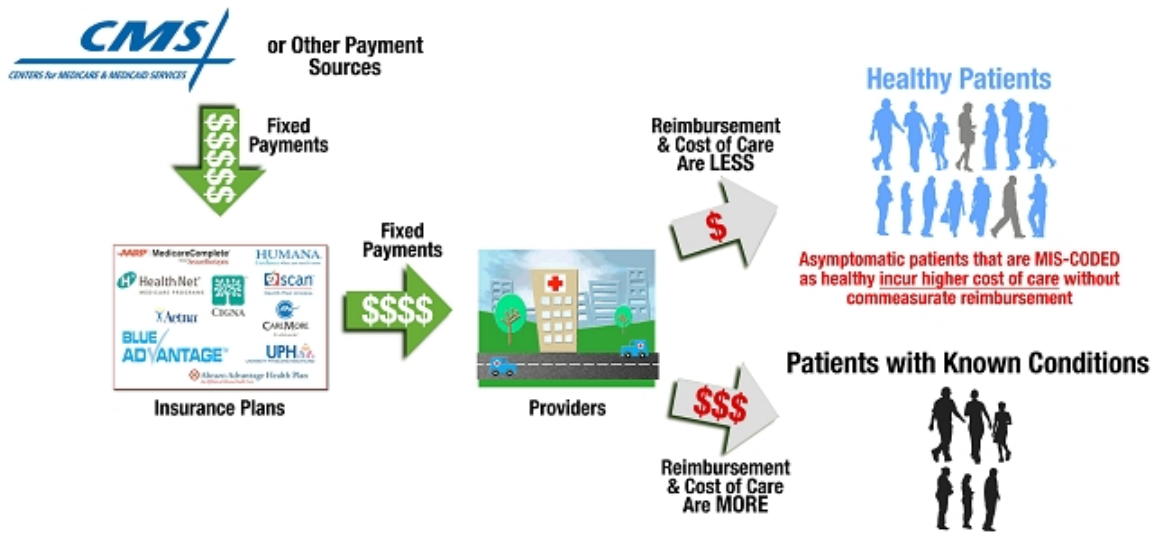 CMS
CENTERS for MEDICARE & MEDICAID SERVICES
or Other Payment
Sources
$$$$$
Fixed
Payments
Healthy Patients
Reimbursement
& Cost of Care
Are LESS
$
Asymptomatic patients that are MIS-CODED
as healthy incur higher cost of care without
commeasurate reimbursement
Fixed
Payments
$$$$
AARP MedicareComplete
HUMANA
Health Net
MEDICARE PROGRAMS
CIGNA
scan
Aetna
CAREMORE
BLUE
ADVANTAGE
UPH
Advantage Health Plan
Insurance Plans
Providers
$$$
Reimbursement
& Cost of Care
Are MORE
Patients with Known Conditions